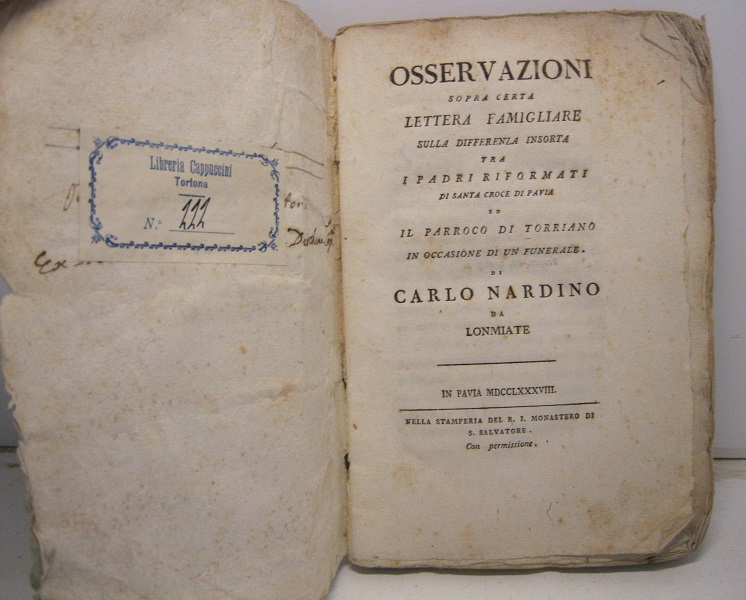 Libreria Cappuccini
Tortona
N.° 222
Ex
OSSERVAZIONI
SOPRA CERTA
LETTERA FAMIGLIARE
SULLA DIFFERENZA INSORTA
TRA
I PADRI RIFORMATI
DI SANTA CROCE DI PAVIA
ED
IL PARROCO DI TORRIANO
IN OCCASIONE DI UN FUNERALE.
DI
CARLO NARDINO
DA
LONMIATE
IN PAVIA MDCCLXXXVIII.
NELLA STAMPERIA DEL R. I. MONASTERO DI
S. SALVATORE.
Con permissione.